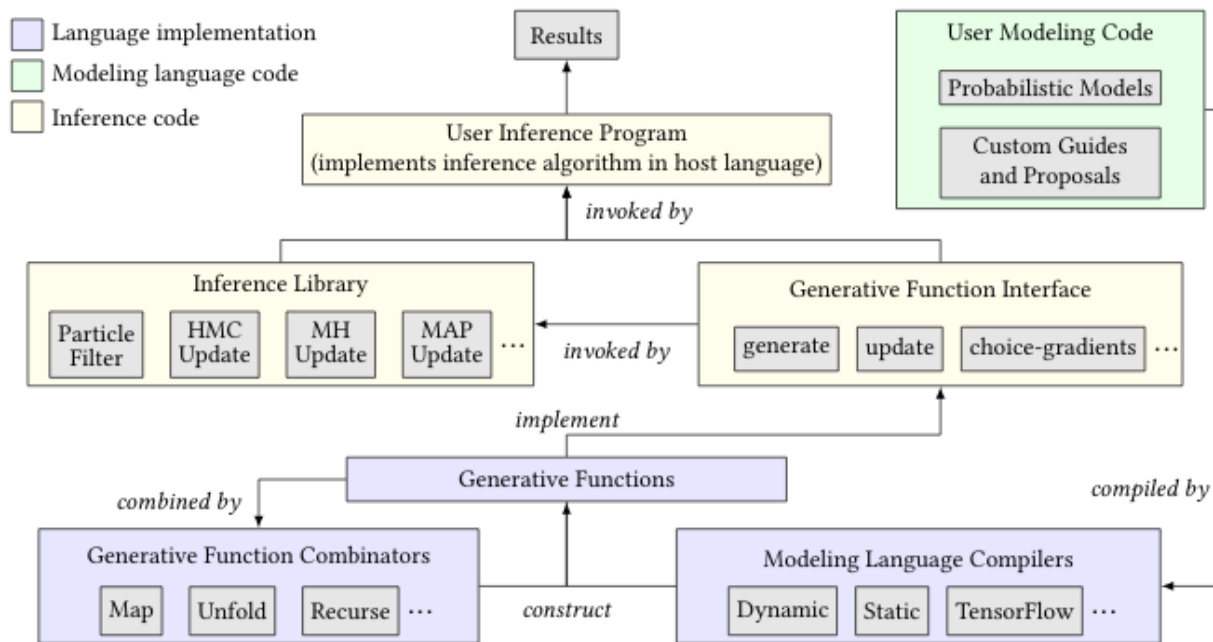 Language implementation
Modeling language code
Inference code
Results
User Modeling Code
Probabilistic Models
Custom Guides
and Proposals
User Inference Program
(implements inference algorithm in host language)
invoked by
Inference Library
Particle
Filter
HMC
Update
MH
Update
MAP
Update
...
invoked by
Generative Function Interface
generate
update
choice-gradients
...
implement
Generative Functions
combined by
compiled by
Generative Function Combinators
Map
Unfold
Recurse
...
construct
Modeling Language Compilers
Dynamic
Static
TensorFlow
...